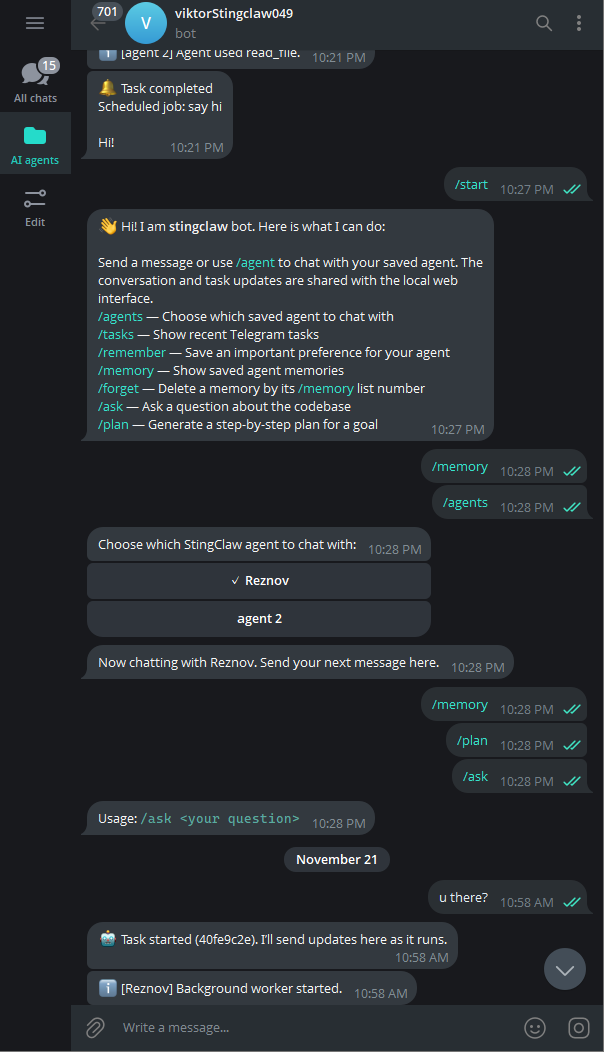 701
viktorStingclaw049
V
bot
15
All chats
AI agents
Edit
[agent 2] Agent used read_file. 10:21 PM
Task completed
Scheduled job: say hi
Hi! 10:21 PM
/start 10:27 PM
Hi! I am stingclaw bot. Here is what I can do:
Send a message or use /agent to chat with your saved agent. The
conversation and task updates are shared with the local web
interface.
/agents — Choose which saved agent to chat with
/tasks — Show recent Telegram tasks
/remember — Save an important preference for your agent
/memory — Show saved agent memories
/forget — Delete a memory by its /memory list number
/ask — Ask a question about the codebase
/plan — Generate a step-by-step plan for a goal 10:27 PM
/memory 10:28 PM
/agents 10:28 PM
Choose which StingClaw agent to chat with: 10:28 PM
✓ Reznov
agent 2
Now chatting with Reznov. Send your next message here. 10:28 PM
/memory 10:28 PM
/plan 10:28 PM
/ask 10:28 PM
Usage: /ask <your question> 10:28 PM
November 21
u there? 10:58 AM
Task started (40fe9c2e). I'll send updates here as it runs.
10:58 AM
[Reznov] Background worker started. 10:58 AM
Write a message...